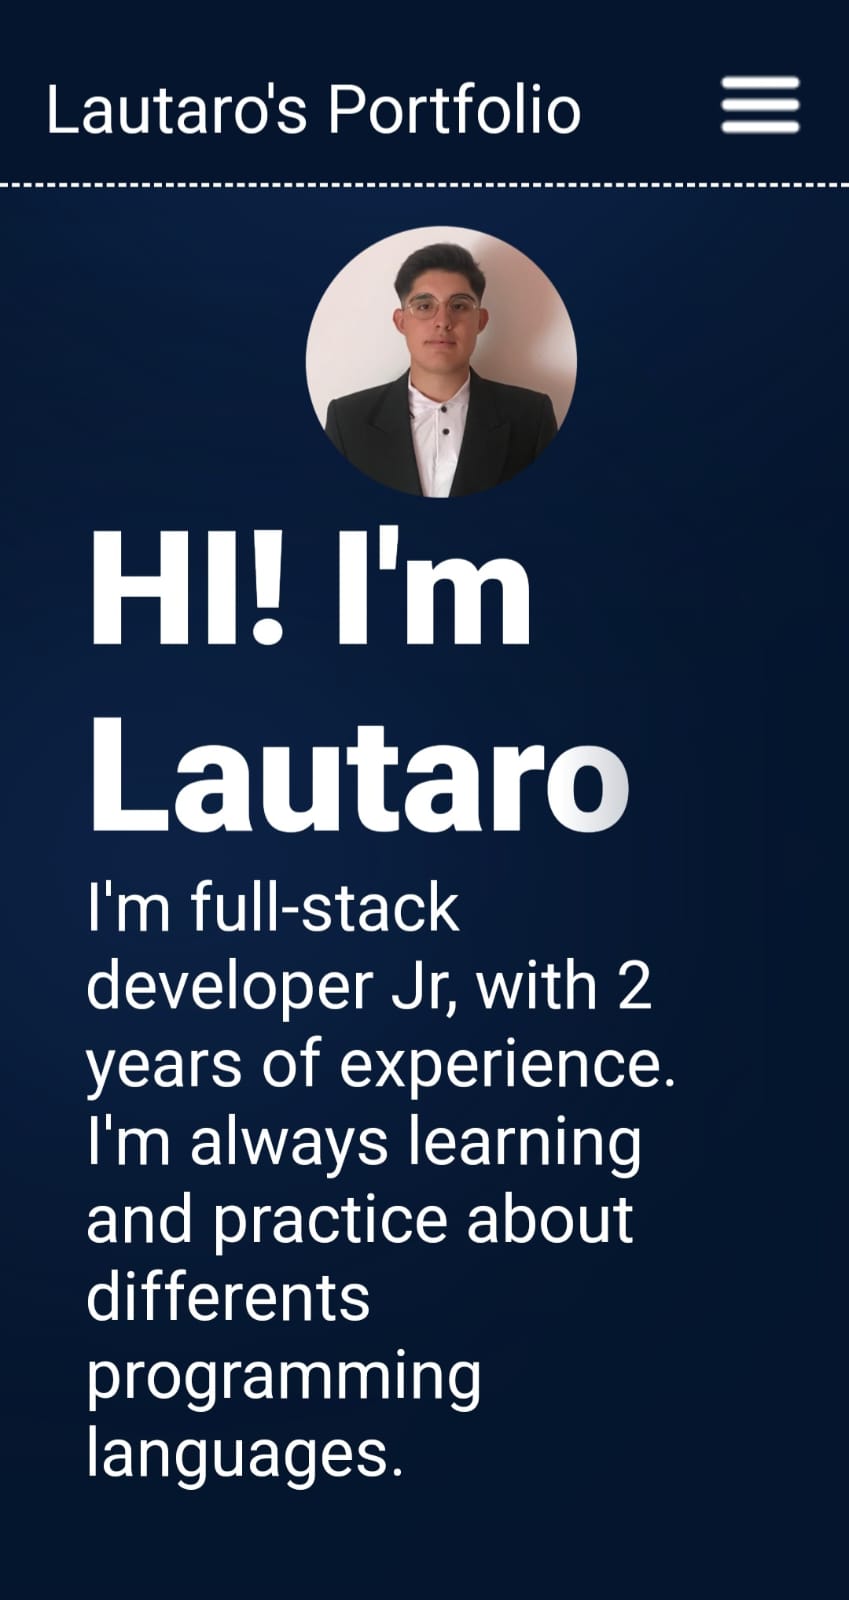 Lautaro's Portfolio
HI! I'm
Lautaro
I'm full-stack
developer Jr, with 2
years of experience.
I'm always learning
and practice about
differents
programming
languages.